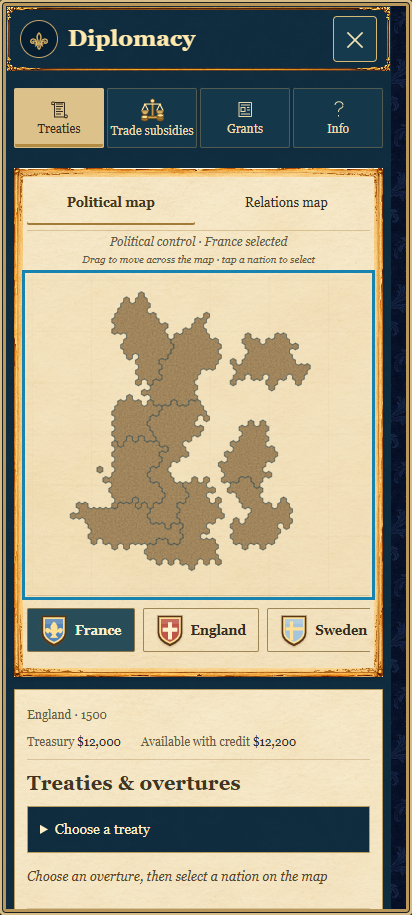 Diplomacy
Treaties
Trade subsidies
Grants
?
Info
Political map
Relations map
Political control · France selected
Drag to move across the map · tap a nation to select
France
England
Sweden
England · 1500
Treasury $12,000
Available with credit $12,200
Treaties & overtures
Choose a treaty
Choose an overture, then select a nation on the map